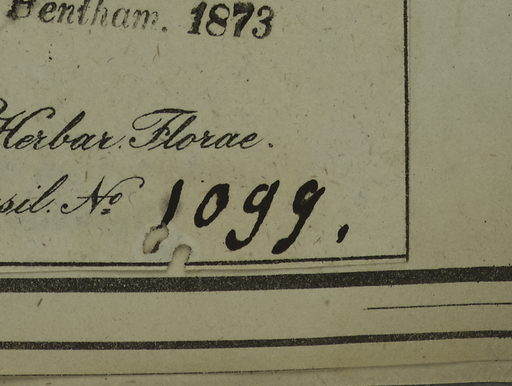 Bentham. 1873
Herbar. Florae.
sil. No 1099.